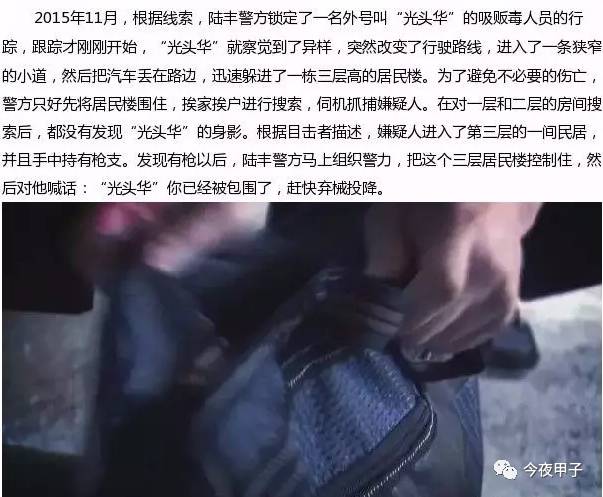 2015年11月，根据线索，陆丰警方锁定了一名外号叫“光头华”的吸贩毒人员的行
踪，跟踪才刚刚开始，“光头华”就察觉到了异样，突然改变了行驶路线，进入了一条狭窄
的小道，然后把汽车丢在路边，迅速躲进了一栋三层高的居民楼。为了避免不必要的伤亡，
警方只好先将居民楼围住，挨家挨户进行搜索，伺机抓捕嫌疑人。在对一层和二层的房间搜
索后，都没有发现“光头华”的身影。根据目击者描述，嫌疑人进入了第三层的一间民居，
并且手中持有枪支。发现有枪以后，陆丰警方马上组织警力，把这个三层居民楼控制住，然
后对他喊话：“光头华”你已经被包围了，赶快弃械投降。
今夜甲子